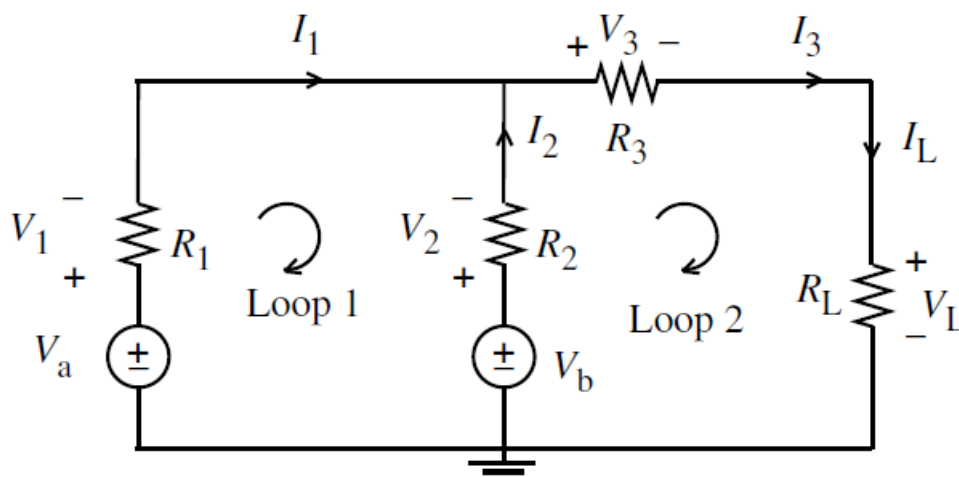 I1
+ V3 −
I3
I2
R3
IL
−
V1
R1
+
−
V2
R2
+
Loop 1
Loop 2
RL
+
VL
−
Va
±
±
Vb